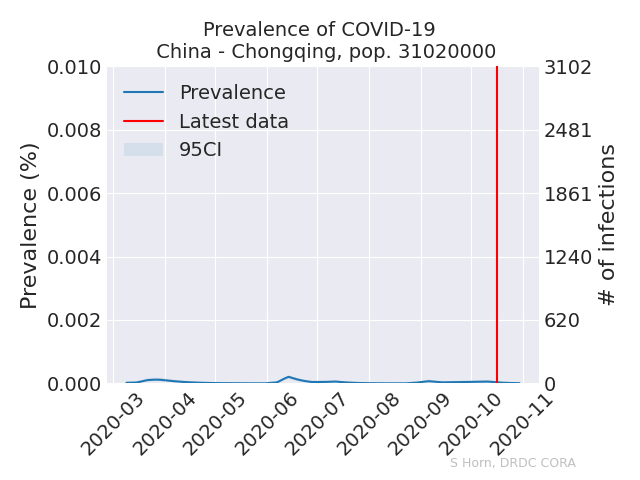 Prevalence of COVID-19
China - Chongqing, pop. 31020000
Prevalence
Latest data
95CI
Prevalence (%)
0.010
0.008
0.006
0.004
0.002
0.000
3102
2481
1861
1240
620
0
# of infections
2020-03
2020-04
2020-05
2020-06
2020-07
2020-08
2020-09
2020-10
2020-11
S Horn, DRDC CORA